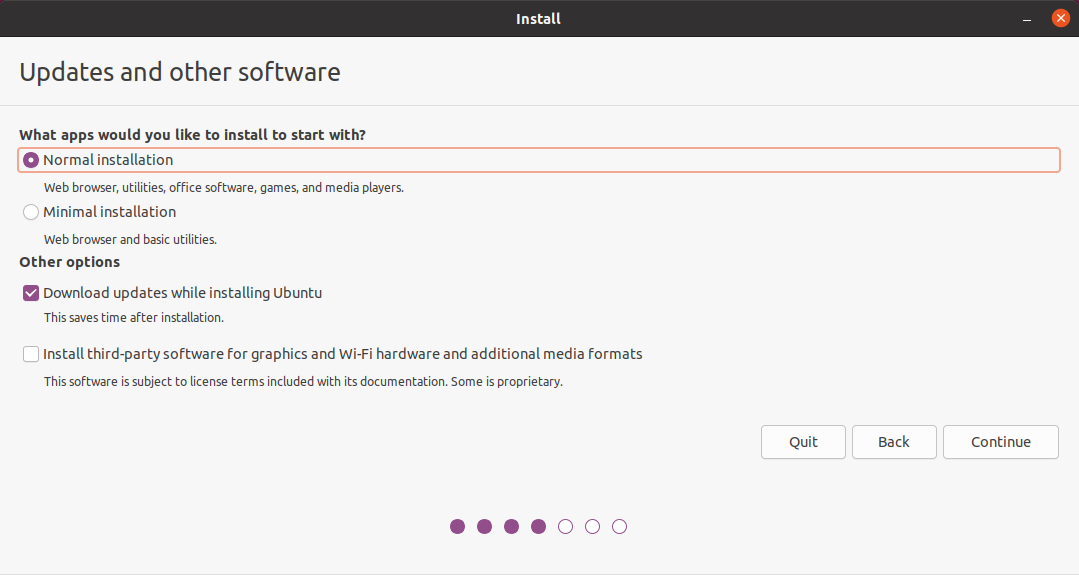 Install
Updates and other software
What apps would you like to install to start with?
Normal installation
Web browser, utilities, office software, games, and media players.
Minimal installation
Web browser and basic utilities.
Other options
Download updates while installing Ubuntu
This saves time after installation.
Install third-party software for graphics and Wi-Fi hardware and additional media formats
This software is subject to license terms included with its documentation. Some is proprietary.
Quit Back Continue